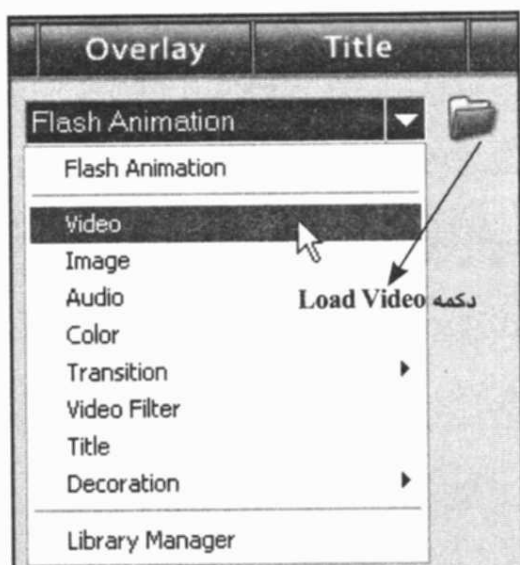 Overlay Title
Flash Animation
Flash Animation
Video
Image
Audio
دکمه Load Video
Color
Transition
Video Filter
Title
Decoration
Library Manager